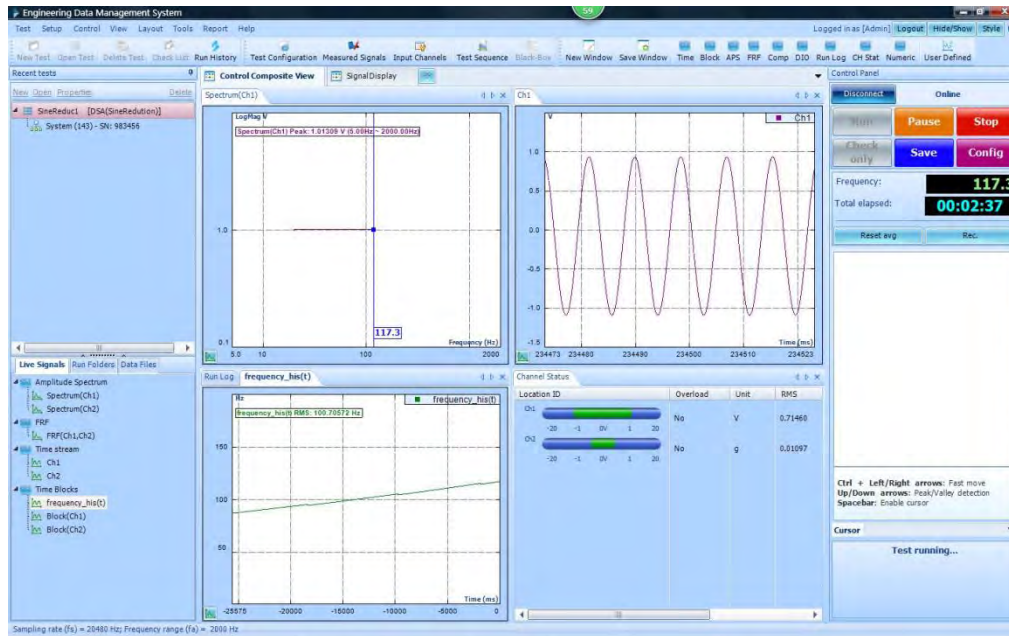 Engineering Data Management System
59
Test Setup Control View Layout Tools Report Help
Logged in as [Admin] Logout Hide/Show Style
New Test Open Test Delete Test Check List Run History Test Configuration Measured Signals Input Channels Test Sequence Black-Box New Window Save Window Time Block APS FRF Comp DIO Run Log CH Stat Numeric User Defined
Recent tests
New Open Properties Delete
SineReduc1 [DSA(SineRedution)]
System (143) - SN: 983456
Live Signals Run Folders Data Files
Amplitude Spectrum
Spectrum(Ch1)
Spectrum(Ch2)
FRF
FRF(Ch1,Ch2)
Time stream
Ch1
Ch2
Time Blocks
frequency_his(t)
Block(Ch1)
Block(Ch2)
Control Composite View SignalDisplay
Spectrum(Ch1)
LogMag V
Spectrum(Ch1) Peak: 1.01309 V (5.00Hz ~ 2000.00Hz)
1.0
117.3
0.1
Frequency (Hz)
5.0 10 100 2000
Ch1
V
Ch1
1.0
0.5
0.0
-0.5
-1.0
-1.5
Time (ms)
234473 234480 234490 234500 234510 234523
Run Log frequency_his(t)
Hz
frequency_his(t)
frequency_his(t) RMS: 100.70572 Hz
150
100
50
Time (ms)
-25575 -20000 -15000 -10000 -5000 0
Channel Status
Location ID Overload Unit RMS
Ch1
No V 0.71460
-20 -1 0V 1 20
Ch2
No g 0.01097
-20 -1 0V 1 20
Control Panel
Disconnect Online
Run Pause Stop
Check only Save Config
Frequency: 117.3
Total elapsed: 00:02:37
Reset avg Rec.
Ctrl + Left/Right arrows: Fast move
Up/Down arrows: Peak/Valley detection
Spacebar: Enable cursor
Cursor
Test running...
Sampling rate (fs) = 20480 Hz; Frequency range (fa) = 2000 Hz